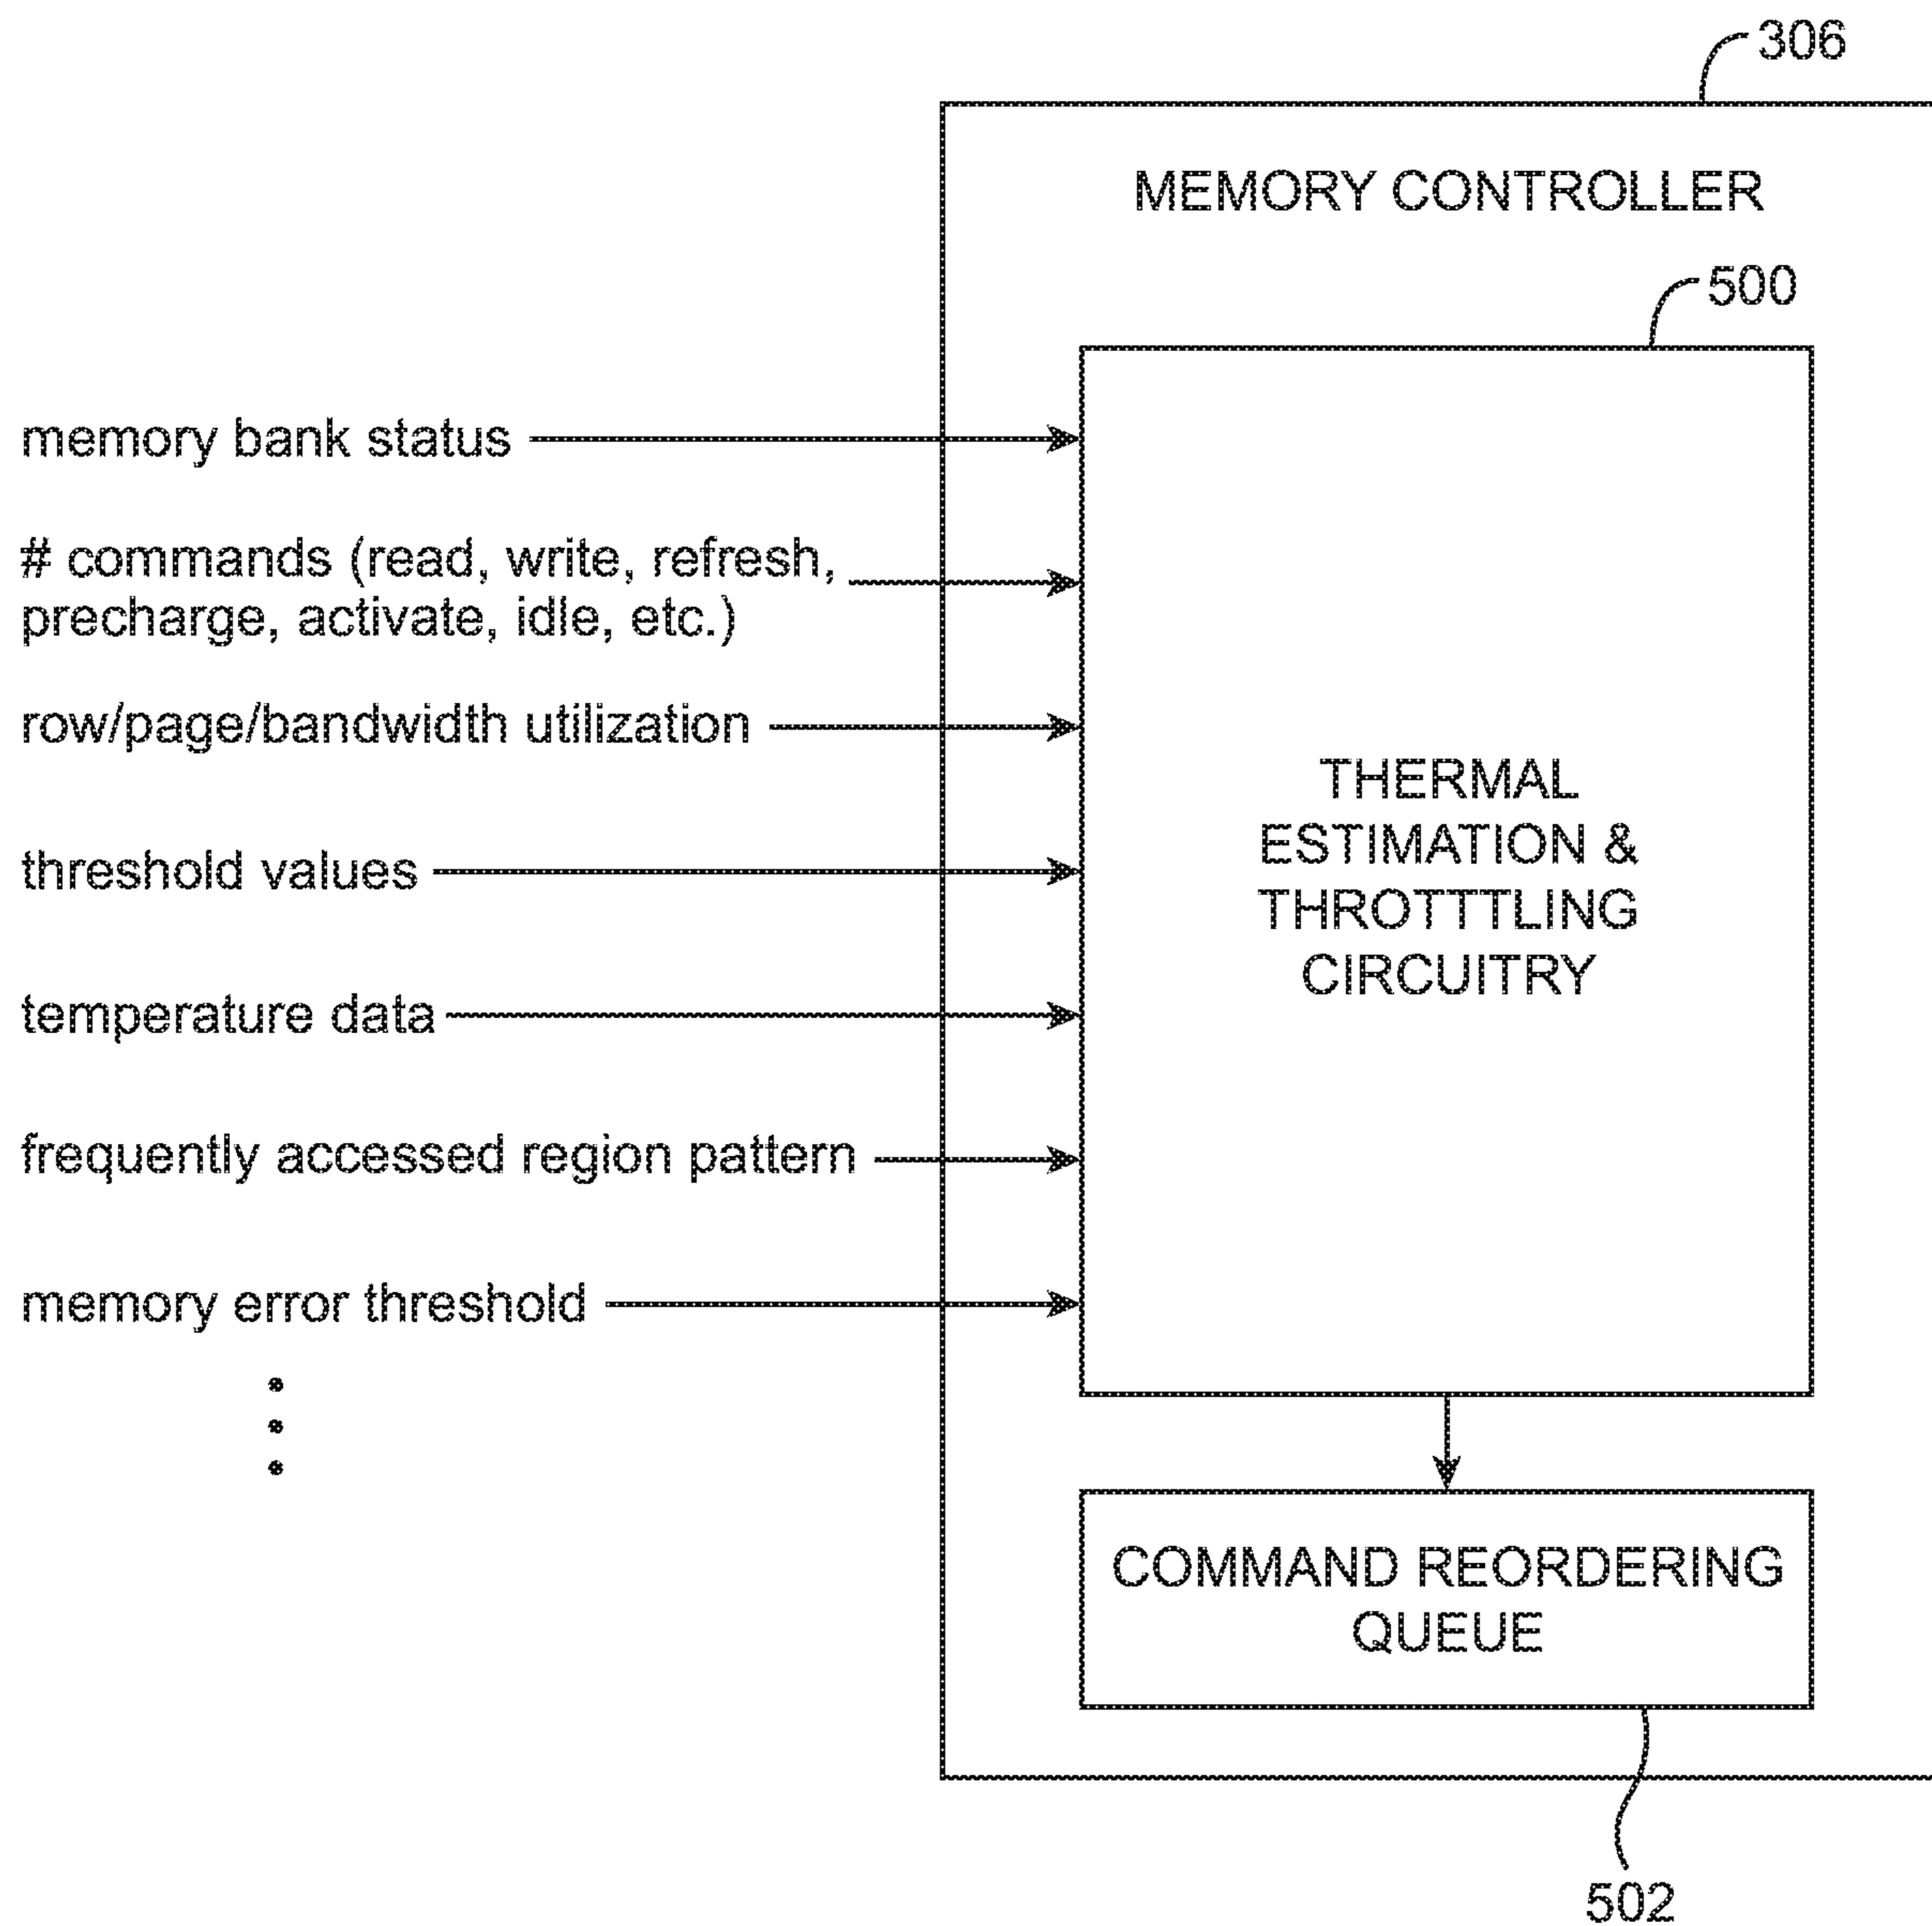 306
MEMORY CONTROLLER
500
memory bank status
# commands (read, write, refresh,
precharge, activate, idle, etc.)
row/page/bandwidth utilization
threshold values
temperature data
frequently accessed region pattern
memory error threshold
THERMAL
ESTIMATION &
THROTTTLING
CIRCUITRY
COMMAND REORDERING
QUEUE
502